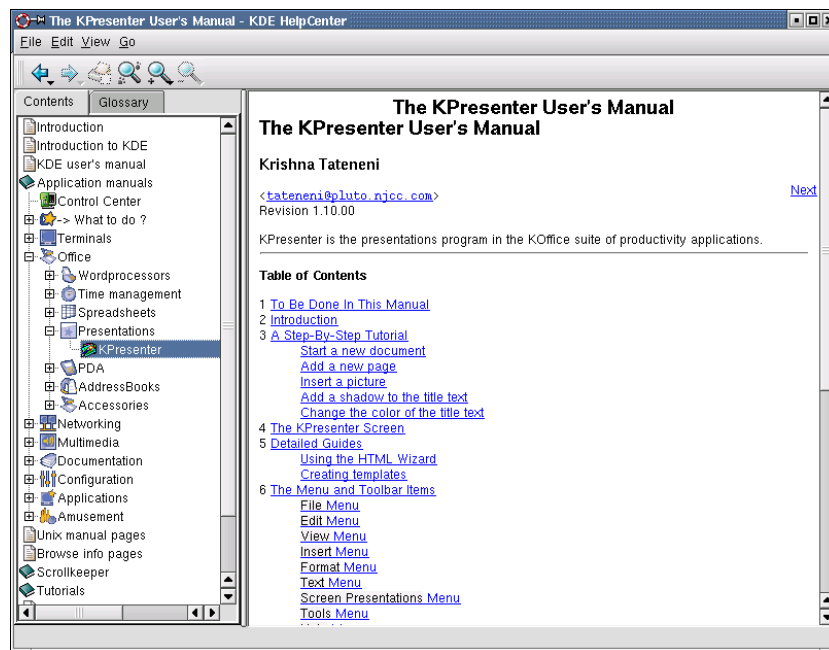 The KPresenter User's Manual - KDE HelpCenter
File Edit View Go
Contents Glossary
Introduction
Introduction to KDE
KDE user's manual
Application manuals
Control Center
-> What to do ?
Terminals
Office
Wordprocessors
Time management
Spreadsheets
Presentations
KPresenter
PDA
AddressBooks
Accessories
Networking
Multimedia
Documentation
Configuration
Applications
Amusement
Unix manual pages
Browse info pages
Scrollkeeper
Tutorials
The KPresenter User's Manual
The KPresenter User's Manual
Krishna Tateneni
Next
<tateneni@pluto.njcc.com>
Revision 1.10.00
KPresenter is the presentations program in the KOffice suite of productivity applications.
Table of Contents
1 To Be Done In This Manual
2 Introduction
3 A Step-By-Step Tutorial
Start a new document
Add a new page
Insert a picture
Add a shadow to the title text
Change the color of the title text
4 The KPresenter Screen
5 Detailed Guides
Using the HTML Wizard
Creating templates
6 The Menu and Toolbar Items
File Menu
Edit Menu
View Menu
Insert Menu
Format Menu
Text Menu
Screen Presentations Menu
Tools Menu